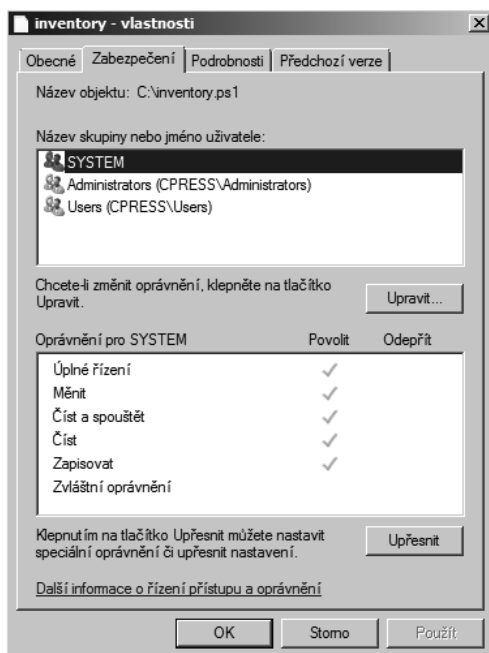 inventory - vlastnosti
Obecné Zabezpečení Podrobnosti Předchozí verze
Název objektu: C:\inventory.ps1
Název skupiny nebo jméno uživatele:
SYSTEM
Administrators (CPRESS\Administrators)
Users (CPRESS\Users)
Chcete-li změnit oprávnění, klepněte na tlačítko
Upravit.
Upravit...
Oprávnění pro SYSTEM Povolit Odepřít
Úplné řízení
Měnit
Číst a spouštět
Číst
Zapisovat
Zvláštní oprávnění
Klepnutím na tlačítko Upřesnit můžete nastavit
speciální oprávnění či upřesnit nastavení.
Upřesnit
Další informace o řízení přístupu a oprávnění
OK Storno Použít